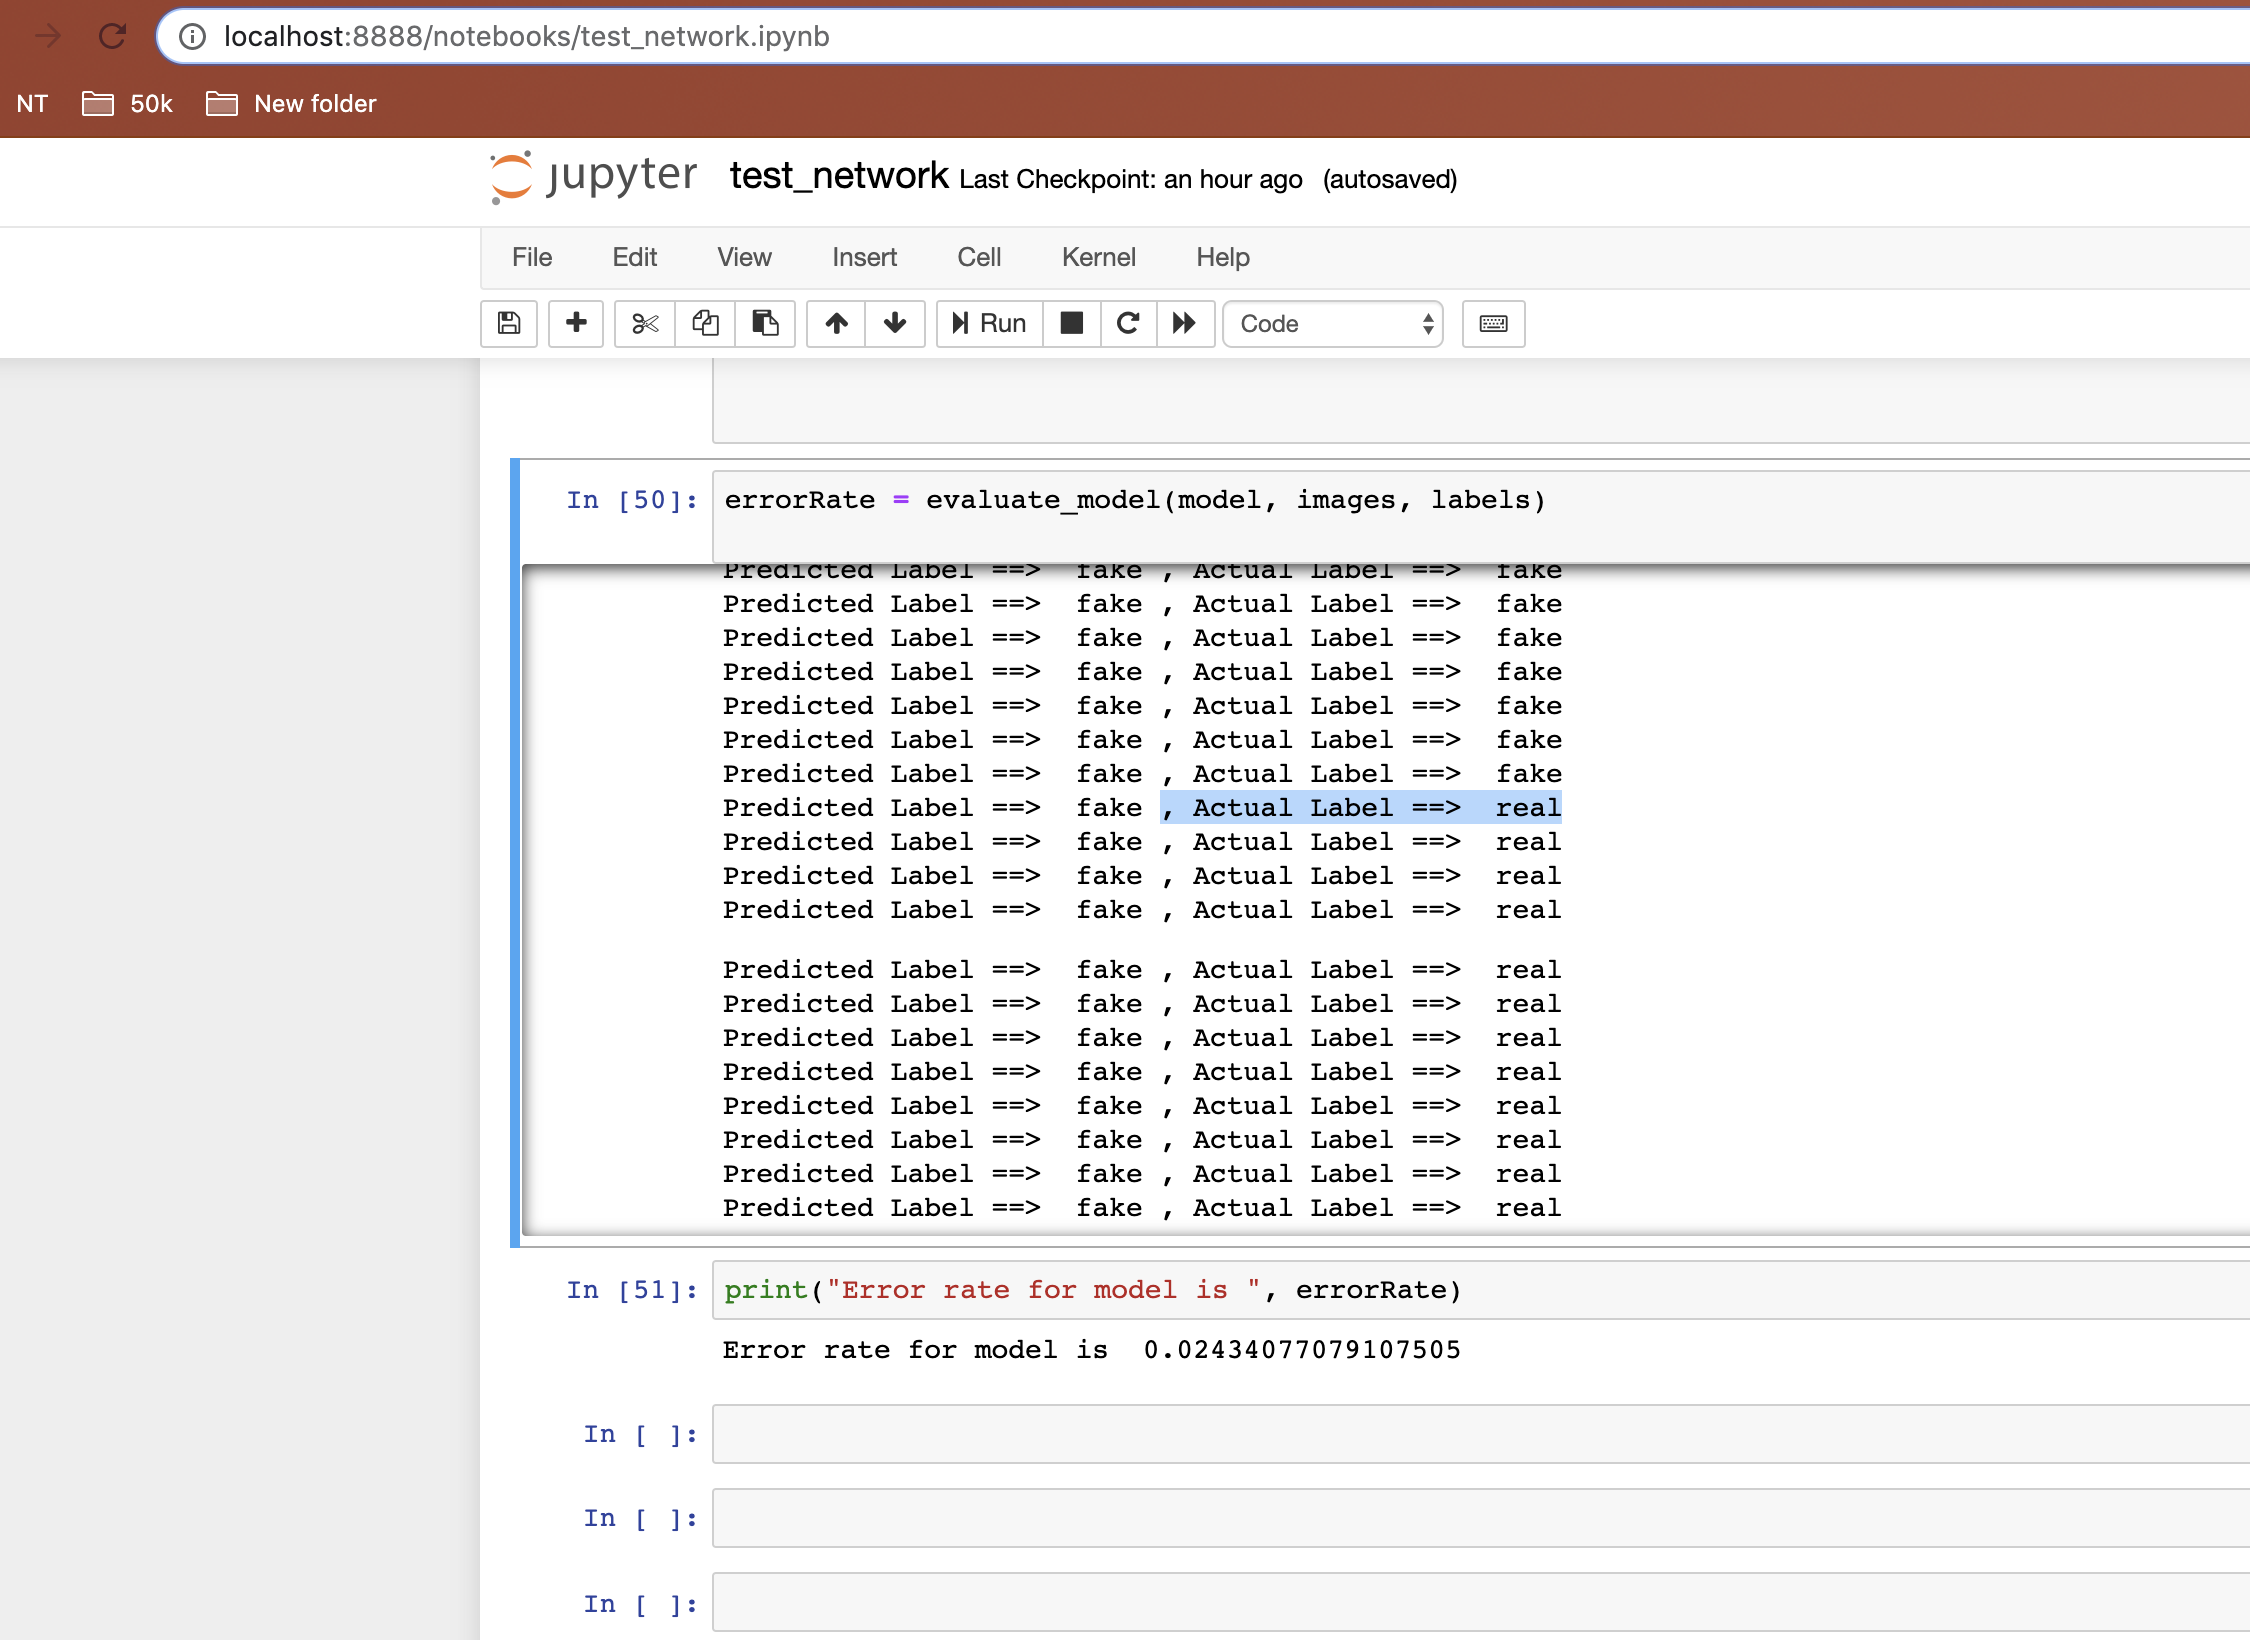 localhost:8888/notebooks/test_network.ipynb
NT 50k New folder
jupyter test_network Last Checkpoint: an hour ago (autosaved)
File Edit View Insert Cell Kernel Help
Run Code
In [50]: errorRate = evaluate_model(model, images, labels)
Predicted Label ==> fake , Actual Label ==> fake
Predicted Label ==> fake , Actual Label ==> fake
Predicted Label ==> fake , Actual Label ==> fake
Predicted Label ==> fake , Actual Label ==> fake
Predicted Label ==> fake , Actual Label ==> fake
Predicted Label ==> fake , Actual Label ==> fake
Predicted Label ==> fake , Actual Label ==> fake
Predicted Label ==> fake , Actual Label ==> real
Predicted Label ==> fake , Actual Label ==> real
Predicted Label ==> fake , Actual Label ==> real
Predicted Label ==> fake , Actual Label ==> real
Predicted Label ==> fake , Actual Label ==> real
Predicted Label ==> fake , Actual Label ==> real
Predicted Label ==> fake , Actual Label ==> real
Predicted Label ==> fake , Actual Label ==> real
Predicted Label ==> fake , Actual Label ==> real
Predicted Label ==> fake , Actual Label ==> real
Predicted Label ==> fake , Actual Label ==> real
Predicted Label ==> fake , Actual Label ==> real
In [51]: print("Error rate for model is ", errorRate)
Error rate for model is  0.02434077079107505
In [ ]:
In [ ]:
In [ ]: